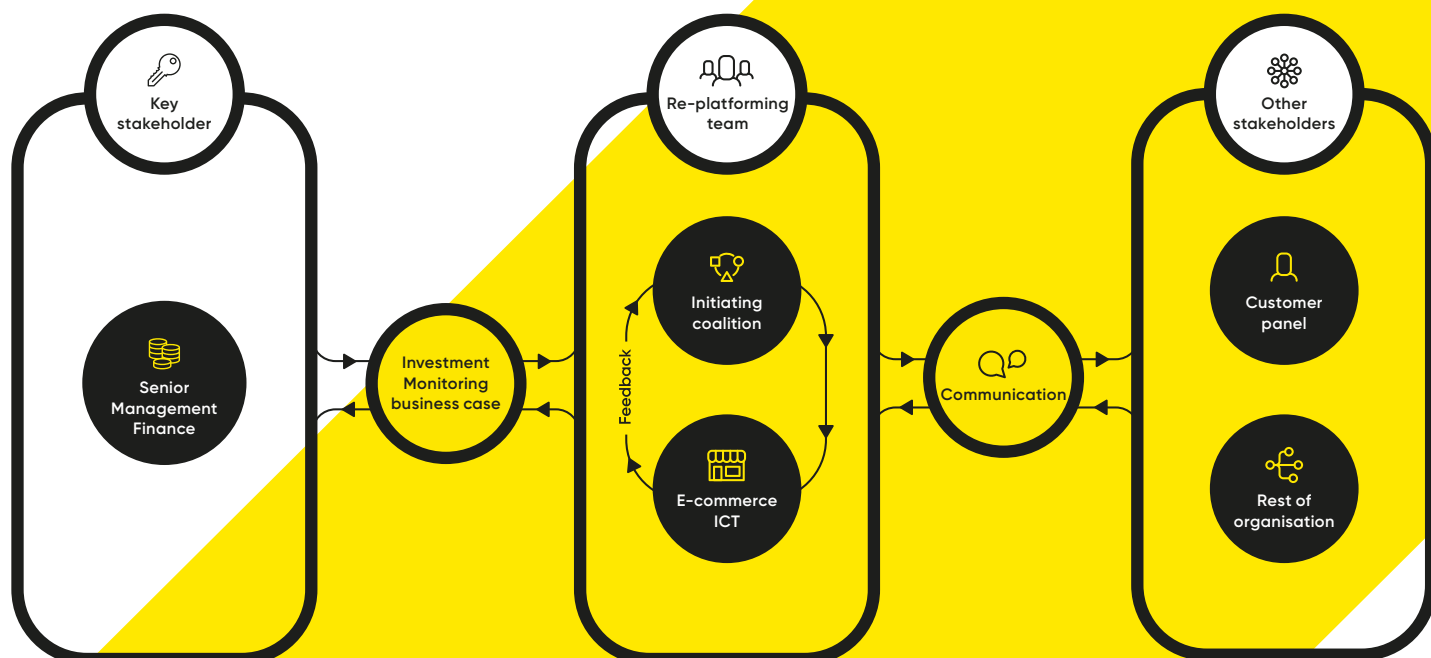 Key
stakeholder
Senior
Management
Finance
Investment
Monitoring
business case
Re-platforming
team
Initiating
coalition
Feedback
E-commerce
ICT
Communication
Other
stakeholders
Customer
panel
Rest of
organisation